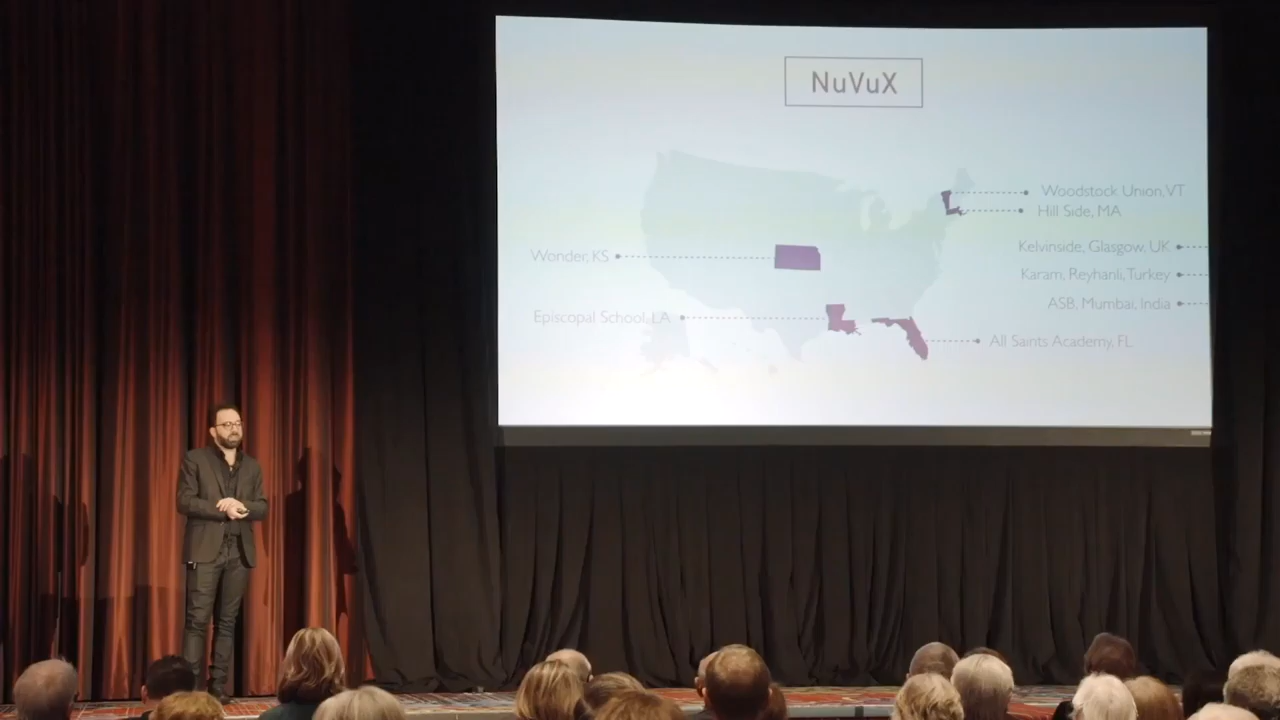 NuVuX
Woodstock Union, VT
Hill Side, MA
Kelvinside, Glasgow, UK
Wonder, KS
Karam, Reyhanli, Turkey
ASB, Mumbai, India
Episcopal School, LA
All Saints Academy, FL